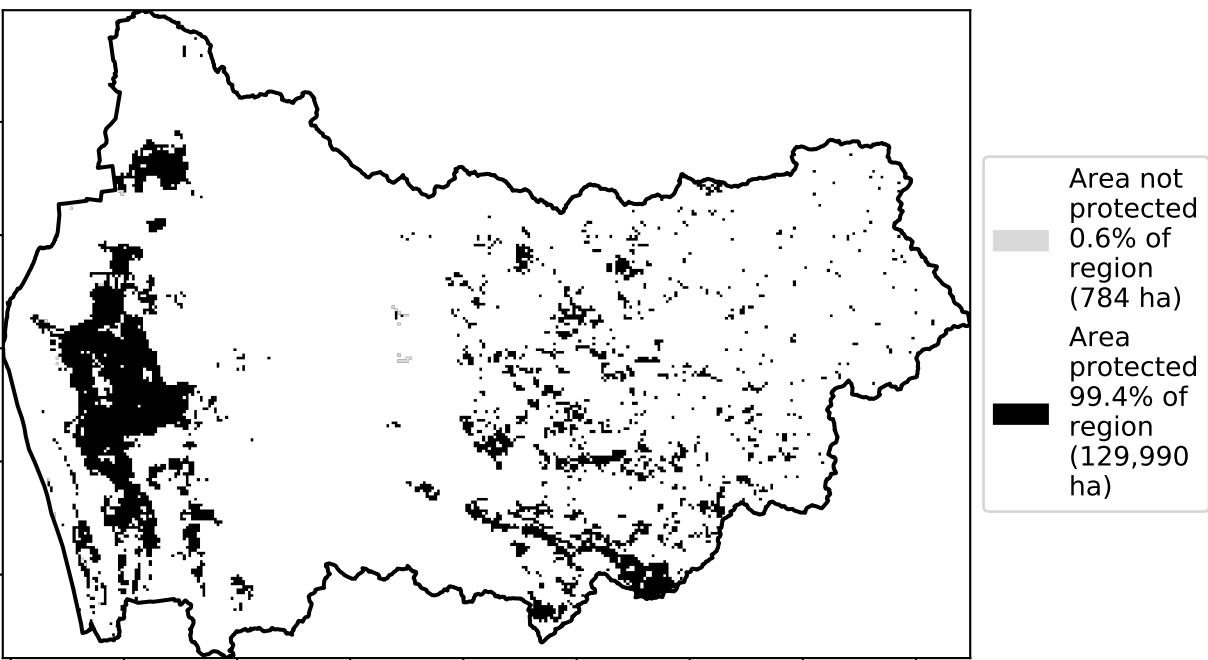 Area not
protected
0.6% of
region
(784 ha)
Area
protected
99.4% of
region
(129,990
ha)